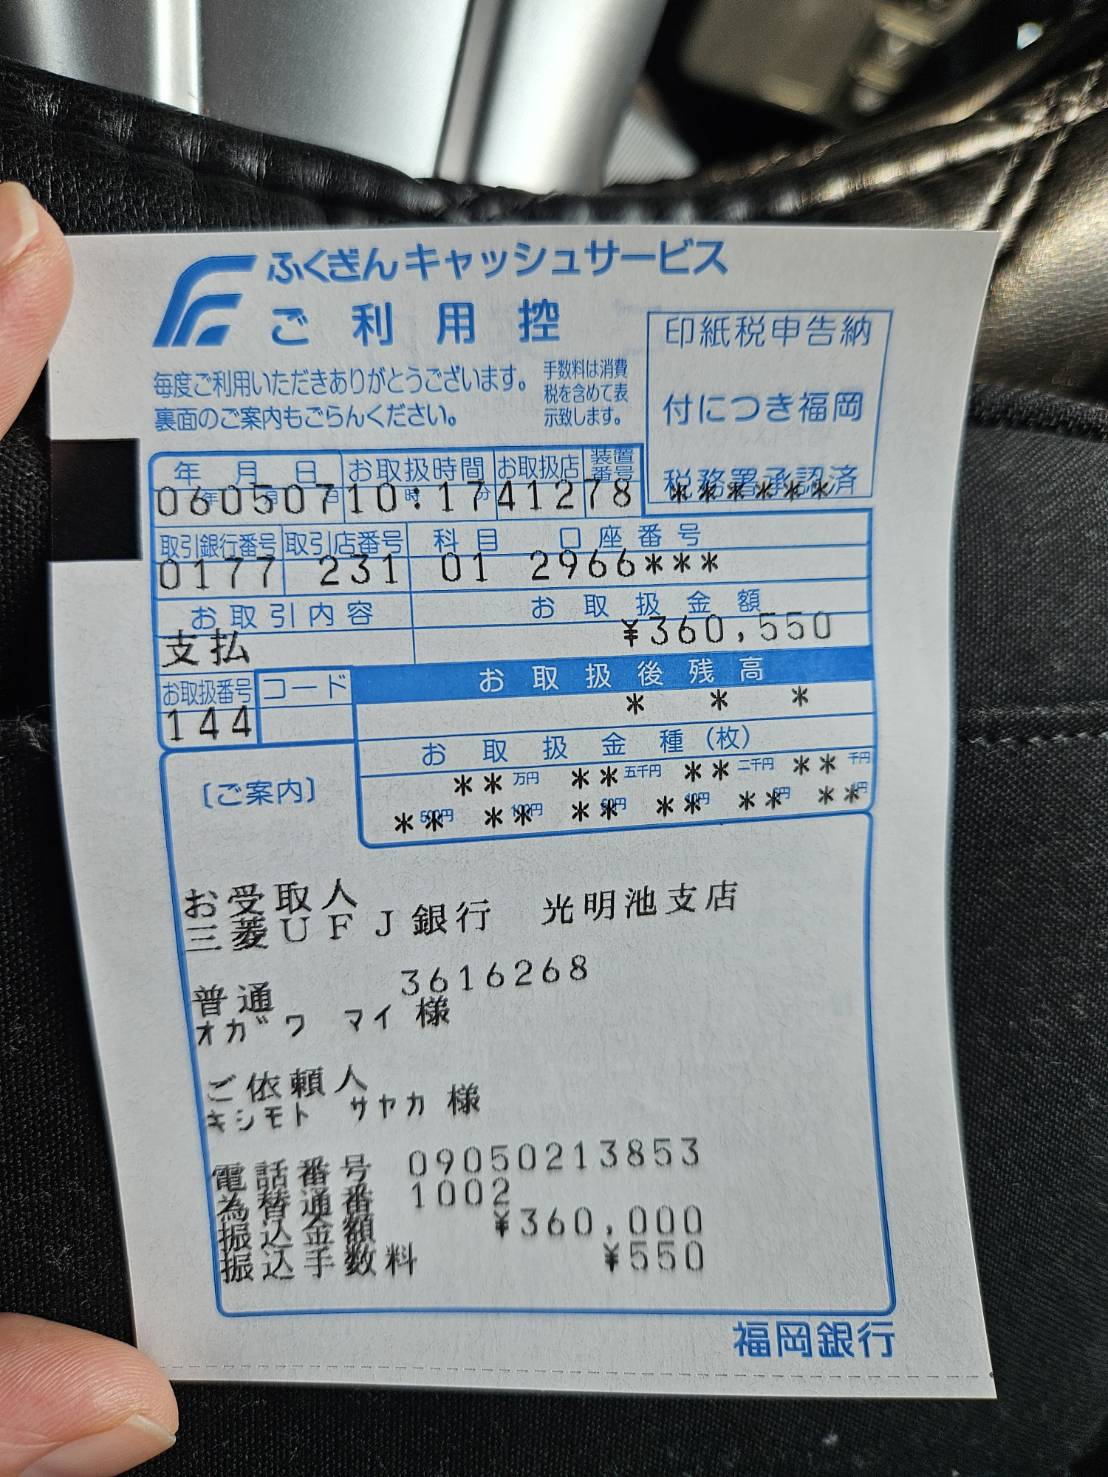 ふくぎんキャッシュサービス
ご利用控
印紙税申告納
付につき福岡
税務署承認済
毎度ご利用いただきありがとうございます。
裏面のご案内もごらんください。
手数料は消費
税を含めて表
示致します。
年 月 日 お取扱時間 お取扱店 装置番号
060507 10:17 412 78 ******
取引銀行番号 取引店番号 科目 口座番号
0177 231 01 2966***
お取引内容 お取扱金額
支払 ¥360,550
お取扱番号 コード お取扱後残高
144 * * *
お取扱金種(枚)
**万円 **五千円 **二千円 **千円
**500円 **100円 **50円 **10円 **5円 **1円
〔ご案内〕
お受取人
三菱UFJ銀行 光明池支店
普通 3616268
オガワ マイ 様
ご依頼人
キシモト サヤカ 様
電話番号 09050213853
為替通番 1002
振込金額 ¥360,000
振込手数料 ¥550
福岡銀行